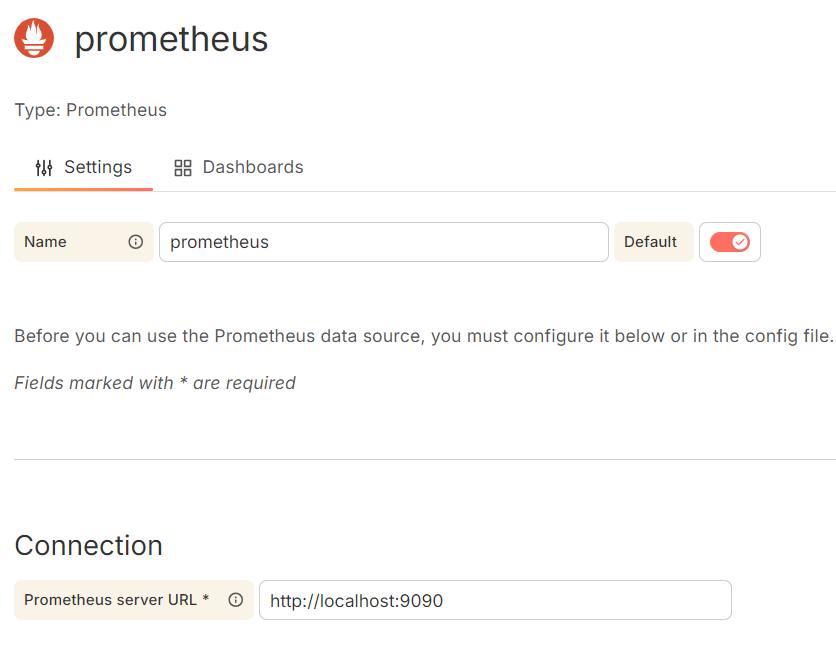 prometheus
Type: Prometheus
Settings Dashboards
Name prometheus Default
Before you can use the Prometheus data source, you must configure it below or in the config file.
Fields marked with * are required
Connection
Prometheus server URL * http://localhost:9090